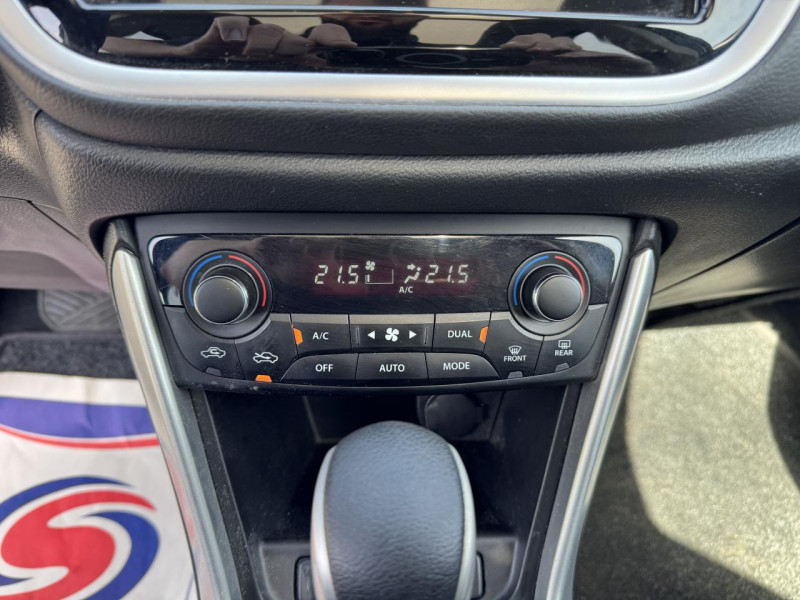 21.5 21.5
A/C
A/C DUAL
OFF AUTO MODE
FRONT REAR